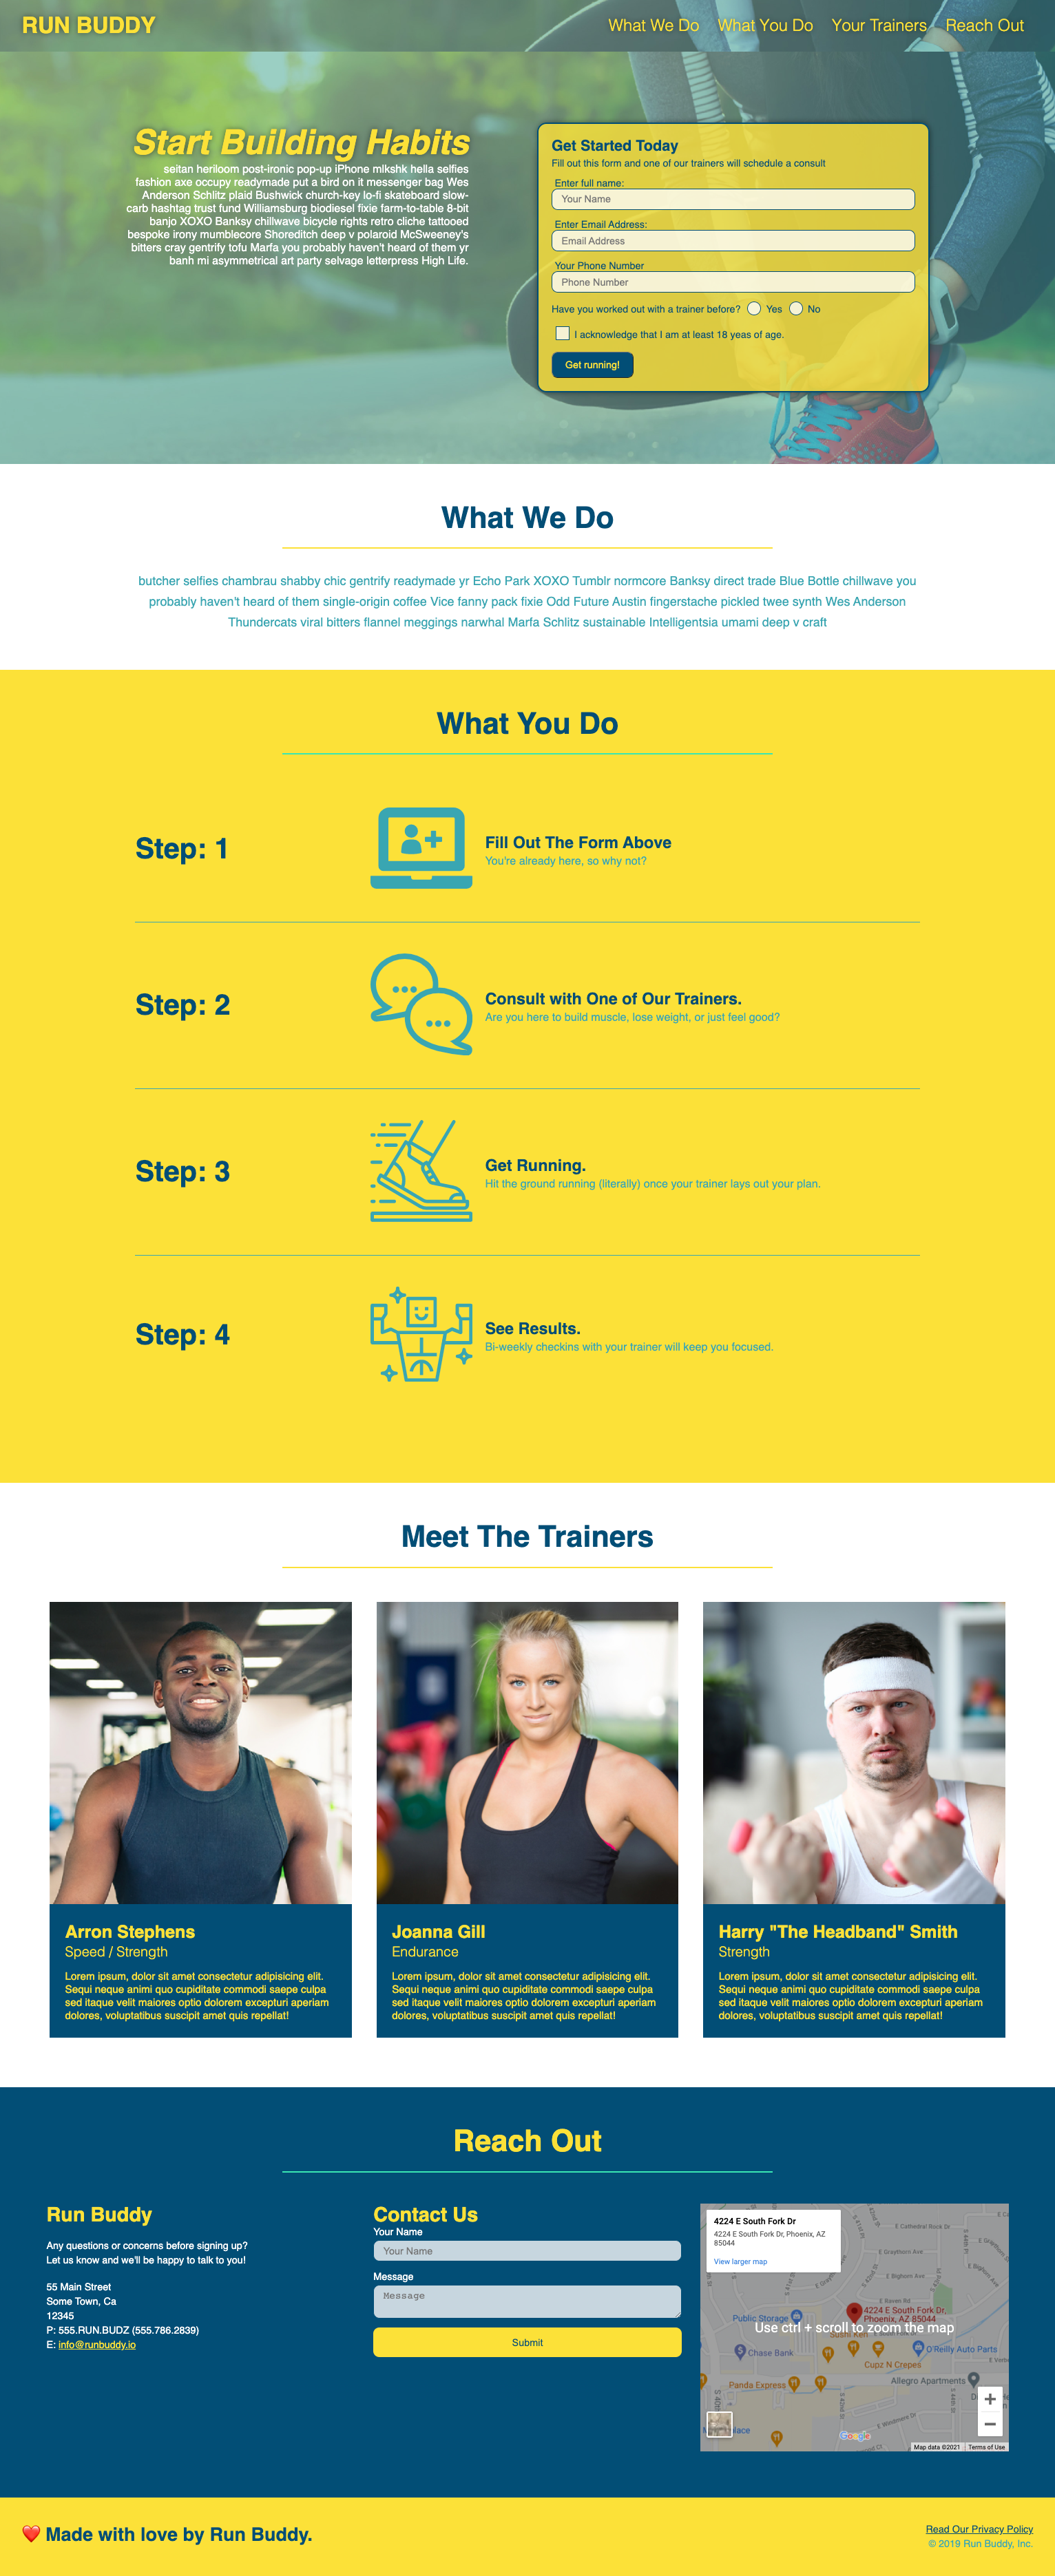 RUN BUDDY
What We Do What You Do Your Trainers Reach Out
Start Building Habits
seitan heriloom post-ironic pop-up iPhone mlkshk hella selfies
fashion axe occupy readymade put a bird on it messenger bag Wes
Anderson Schlitz plaid Bushwick church-key lo-fi skateboard slow-
carb hashtag trust fund Williamsburg biodiesel fixie farm-to-table 8-bit
banjo XOXO Banksy chillwave bicycle rights retro cliche tattooed
bespoke irony mumblecore Shoreditch deep v polaroid McSweeney's
bitters cray gentrify tofu Marfa you probably haven't heard of them yr
banh mi asymmetrical art party selvage letterpress High Life.
Get Started Today
Fill out this form and one of our trainers will schedule a consult
Enter full name:
Your Name
Enter Email Address:
Email Address
Your Phone Number
Phone Number
Have you worked out with a trainer before? Yes No
I acknowledge that I am at least 18 yeas of age.
Get running!
What We Do
butcher selfies chambrau shabby chic gentrify readymade yr Echo Park XOXO Tumblr normcore Banksy direct trade Blue Bottle chillwave you
probably haven't heard of them single-origin coffee Vice fanny pack fixie Odd Future Austin fingerstache pickled twee synth Wes Anderson
Thundercats viral bitters flannel meggings narwhal Marfa Schlitz sustainable Intelligentsia umami deep v craft
What You Do
Step: 1
Fill Out The Form Above
You're already here, so why not?
Step: 2
Consult with One of Our Trainers.
Are you here to build muscle, lose weight, or just feel good?
Step: 3
Get Running.
Hit the ground running (literally) once your trainer lays out your plan.
Step: 4
See Results.
Bi-weekly checkins with your trainer will keep you focused.
Meet The Trainers
Arron Stephens
Speed / Strength
Lorem ipsum, dolor sit amet consectetur adipisicing elit.
Sequi neque animi quo cupiditate commodi saepe culpa
sed itaque velit maiores optio dolorem excepturi aperiam
dolores, voluptatibus suscipit amet quis repellat!
Joanna Gill
Endurance
Lorem ipsum, dolor sit amet consectetur adipisicing elit.
Sequi neque animi quo cupiditate commodi saepe culpa
sed itaque velit maiores optio dolorem excepturi aperiam
dolores, voluptatibus suscipit amet quis repellat!
Harry "The Headband" Smith
Strength
Lorem ipsum, dolor sit amet consectetur adipisicing elit.
Sequi neque animi quo cupiditate commodi saepe culpa
sed itaque velit maiores optio dolorem excepturi aperiam
dolores, voluptatibus suscipit amet quis repellat!
Reach Out
Run Buddy
Any questions or concerns before signing up?
Let us know and we'll be happy to talk to you!
55 Main Street
Some Town, Ca
12345
P: 555.RUN.BUDZ (555.786.2839)
E: info@runbuddy.io
Contact Us
Your Name
Your Name
Message
Message
Submit
4224 E South Fork Dr
4224 E South Fork Dr, Phoenix, AZ
85044
View larger map
E Cathedral Rock Dr
E Graythorn Ave
E Bighorn Ave
E Raven Rd
4224 E South Fork Dr,
Phoenix, AZ 85044
Public Storage
Use ctrl + scroll to zoom the map
Sushi Ken
Chase Bank
O'Reilly Auto Parts
Cupz N Crepes
Panda Express
Allegro Apartments
E Windmere Dr
Google
Map data ©2021 Terms of Use
❤️ Made with love by Run Buddy.
Read Our Privacy Policy
© 2019 Run Buddy, Inc.